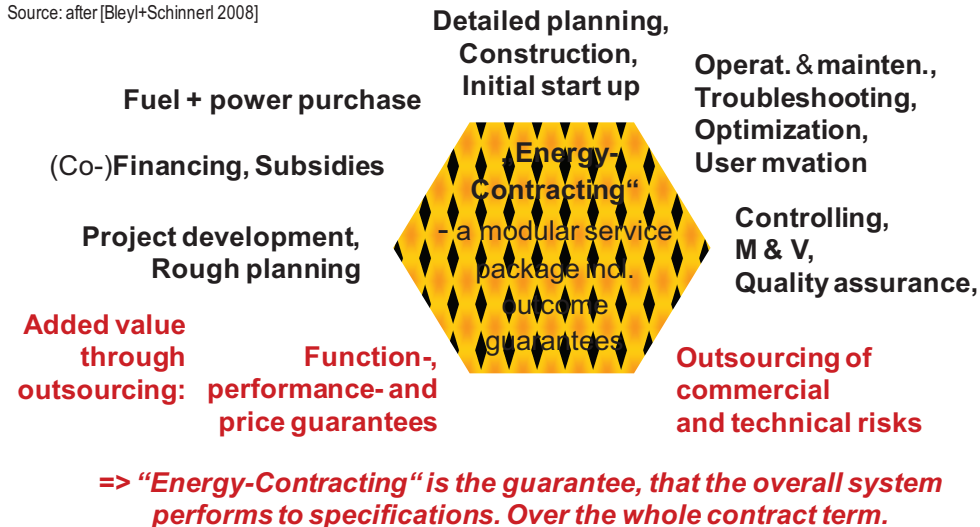 Source: after [Bleyl+Schinnerl 2008]
Detailed planning,
Construction,
Initial start up
Operat. & mainten.,
Troubleshooting,
Optimization,
User mvation
Fuel + power purchase
(Co-)Financing, Subsidies
Project development,
Rough planning
„Energy-
Contracting“
- a modular service
package incl.
outcome
guarantees
Controlling,
M & V,
Quality assurance,
Added value
through
outsourcing:
Function-,
performance- and
price guarantees
Outsourcing of
commercial
and technical risks
=> “Energy-Contracting“ is the guarantee, that the overall system
performs to specifications. Over the whole contract term.